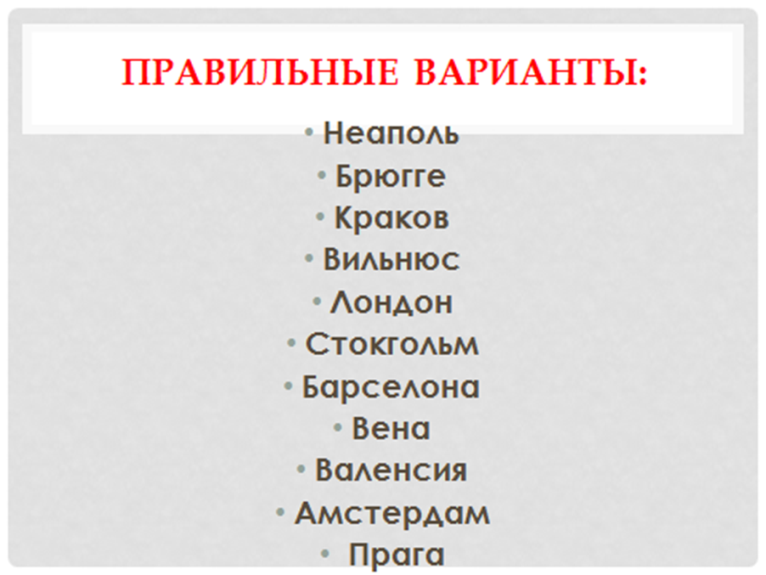 ПРАВИЛЬНЫЕ ВАРИАНТЫ:
• Неаполь
• Брюгге
• Краков
• Вильнюс
• Лондон
• Стокгольм
• Барселона
• Вена
• Валенсия
• Амстердам
• Прага